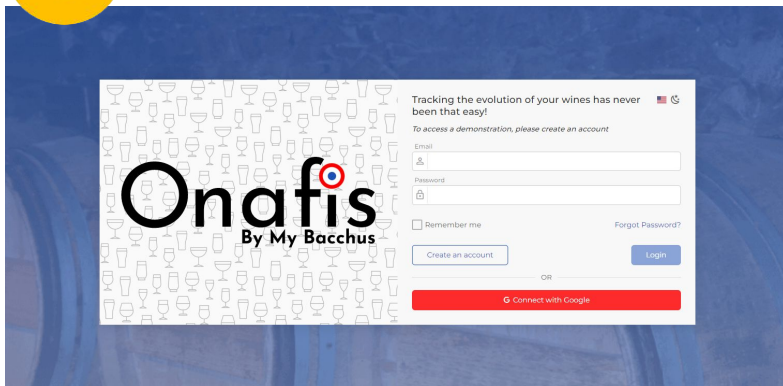 Onafis
By My Bacchus
Tracking the evolution of your wines has never
been that easy!
To access a demonstration, please create an account
Email
Password
Remember me
Forgot Password?
Create an account
Login
OR
G Connect with Google